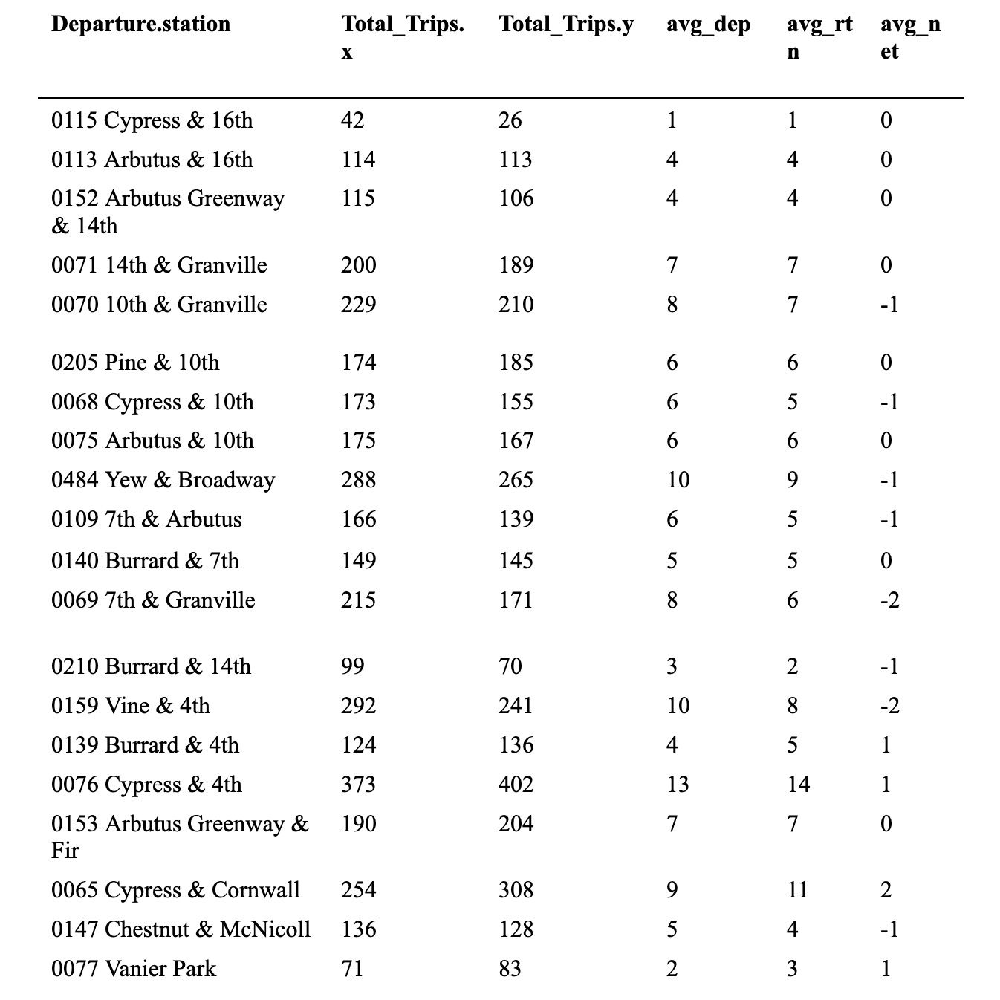 Departure.station Total_Trips. Total_Trips.y avg_dep avg_rt avg_n
x n et
0115 Cypress & 16th 42 26 1 1 0
0113 Arbutus & 16th 114 113 4 4 0
0152 Arbutus Greenway 115 106 4 4 0
& 14th
0071 14th & Granville 200 189 7 7 0
0070 10th & Granville 229 210 8 7 -1
0205 Pine & 10th 174 185 6 6 0
0068 Cypress & 10th 173 155 6 5 -1
0075 Arbutus & 10th 175 167 6 6 0
0484 Yew & Broadway 288 265 10 9 -1
0109 7th & Arbutus 166 139 6 5 -1
0140 Burrard & 7th 149 145 5 5 0
0069 7th & Granville 215 171 8 6 -2
0210 Burrard & 14th 99 70 3 2 -1
0159 Vine & 4th 292 241 10 8 -2
0139 Burrard & 4th 124 136 4 5 1
0076 Cypress & 4th 373 402 13 14 1
0153 Arbutus Greenway & 190 204 7 7 0
Fir
0065 Cypress & Cornwall 254 308 9 11 2
0147 Chestnut & McNicoll 136 128 5 4 -1
0077 Vanier Park 71 83 2 3 1